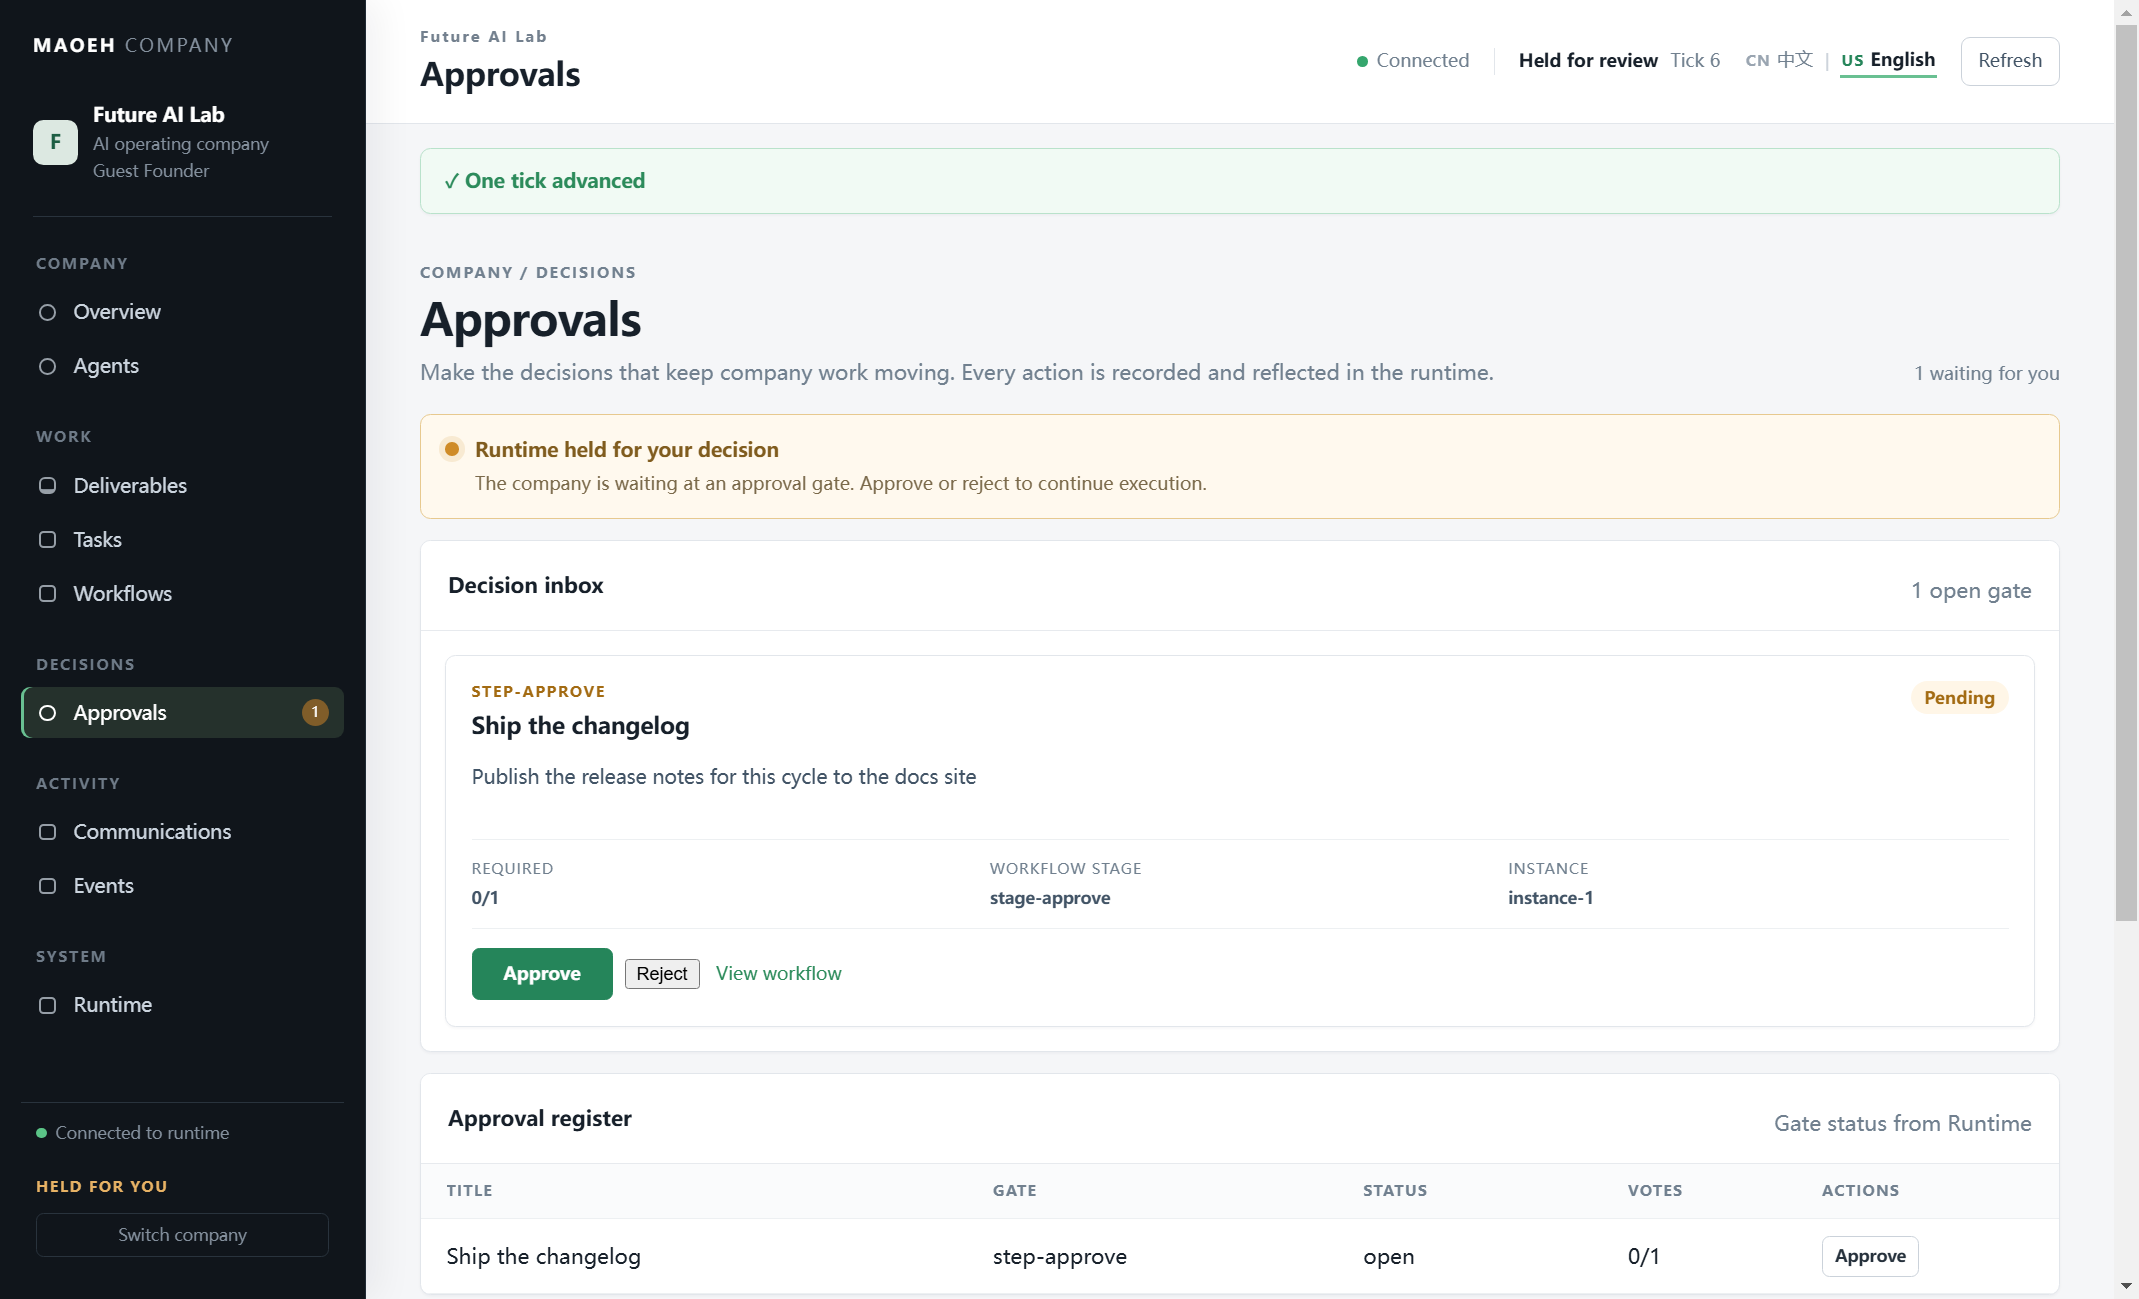 MAOEH COMPANY
F
Future AI Lab
AI operating company
Guest Founder
COMPANY
Overview
Agents
WORK
Deliverables
Tasks
Workflows
DECISIONS
Approvals
1
ACTIVITY
Communications
Events
SYSTEM
Runtime
Connected to runtime
HELD FOR YOU
Switch company
Future AI Lab
Approvals
Connected
Held for review Tick 6
CN 中文 | US English
Refresh
✓ One tick advanced
COMPANY / DECISIONS
Approvals
Make the decisions that keep company work moving. Every action is recorded and reflected in the runtime.
1 waiting for you
Runtime held for your decision
The company is waiting at an approval gate. Approve or reject to continue execution.
Decision inbox
1 open gate
STEP-APPROVE
Pending
Ship the changelog
Publish the release notes for this cycle to the docs site
REQUIRED WORKFLOW STAGE INSTANCE
0/1 stage-approve instance-1
Approve Reject View workflow
Approval register
Gate status from Runtime
TITLE GATE STATUS VOTES ACTIONS
Ship the changelog step-approve open 0/1 Approve